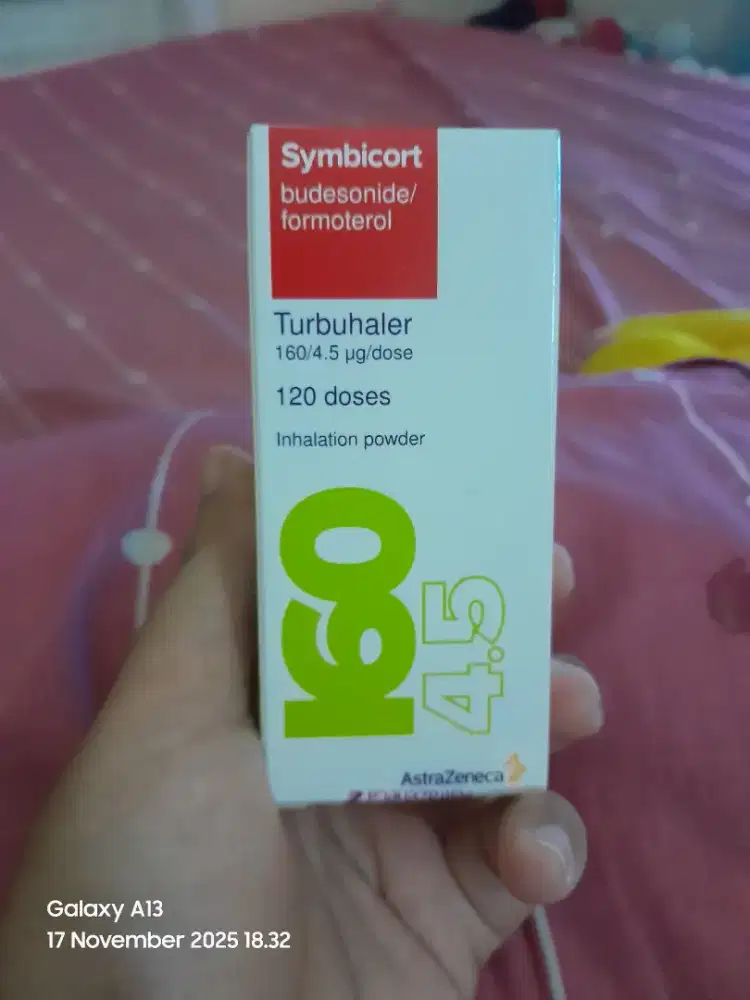 Symbicort
budesonide/
formoterol
Turbuhaler
160/4.5 µg/dose
120 doses
Inhalation powder
160
4.5
AstraZeneca
Galaxy A13
17 November 2025 18.32